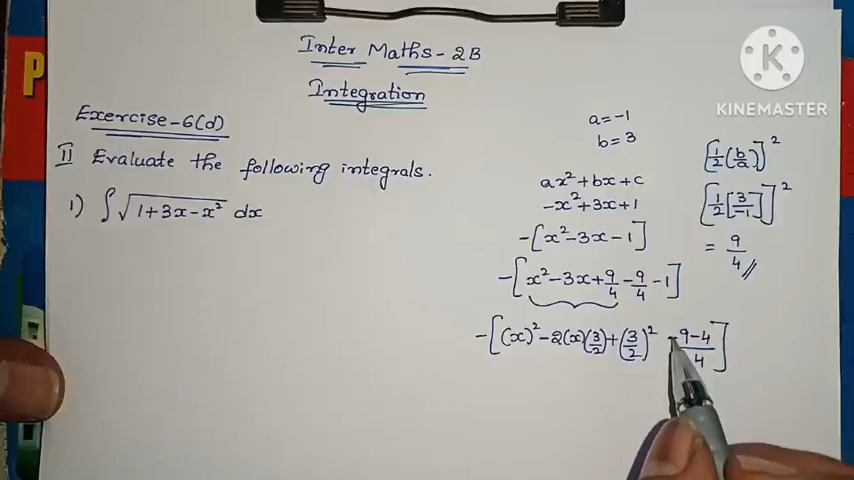 Inter Maths - 2B
Integration
KINEMASTER
Exercise - 6(d)
II Evaluate the following integrals.
1) ∫√(1+3x-x²) dx
a = -1
b = 3
ax²+bx+c
-x²+3x+1
-[x²-3x-1]
-[x²-3x+9/4-9/4-1]
-[(x)²-2(x)(3/2)+(3/2)² (-9-4)/4]
[1/2(b/a)]²
[1/2[3/-1]]²
= 9/4 //
P